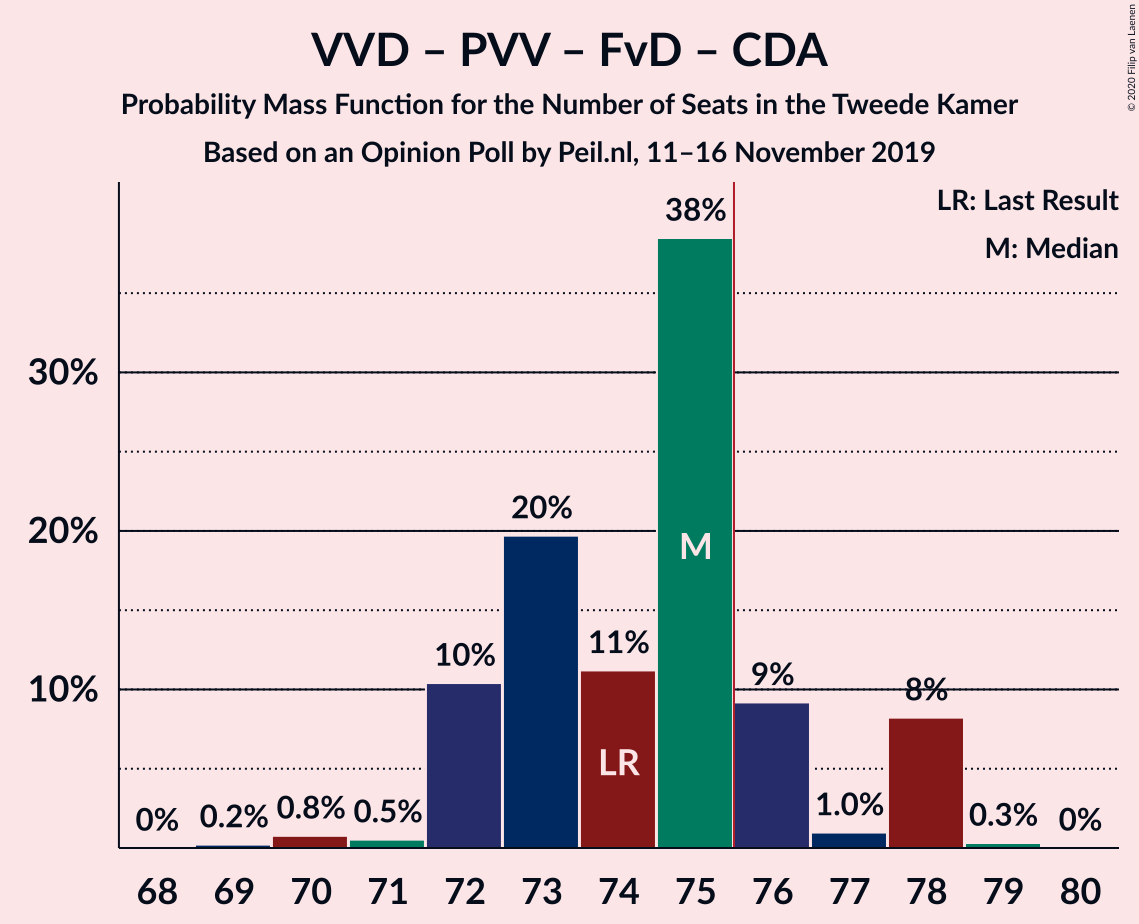 VVD – PVV – FvD – CDA
Probability Mass Function for the Number of Seats in the Tweede Kamer
Based on an Opinion Poll by Peil.nl, 11–16 November 2019
© 2020 Filip van Laenen
LR: Last Result
M: Median
38%
30%
20%
20%
M
11%
10%
10%
9%
8%
LR
0%
0.2%
0.8%
0.5%
1.0%
0.3%
0%
68 69 70 71 72 73 74 75 76 77 78 79 80